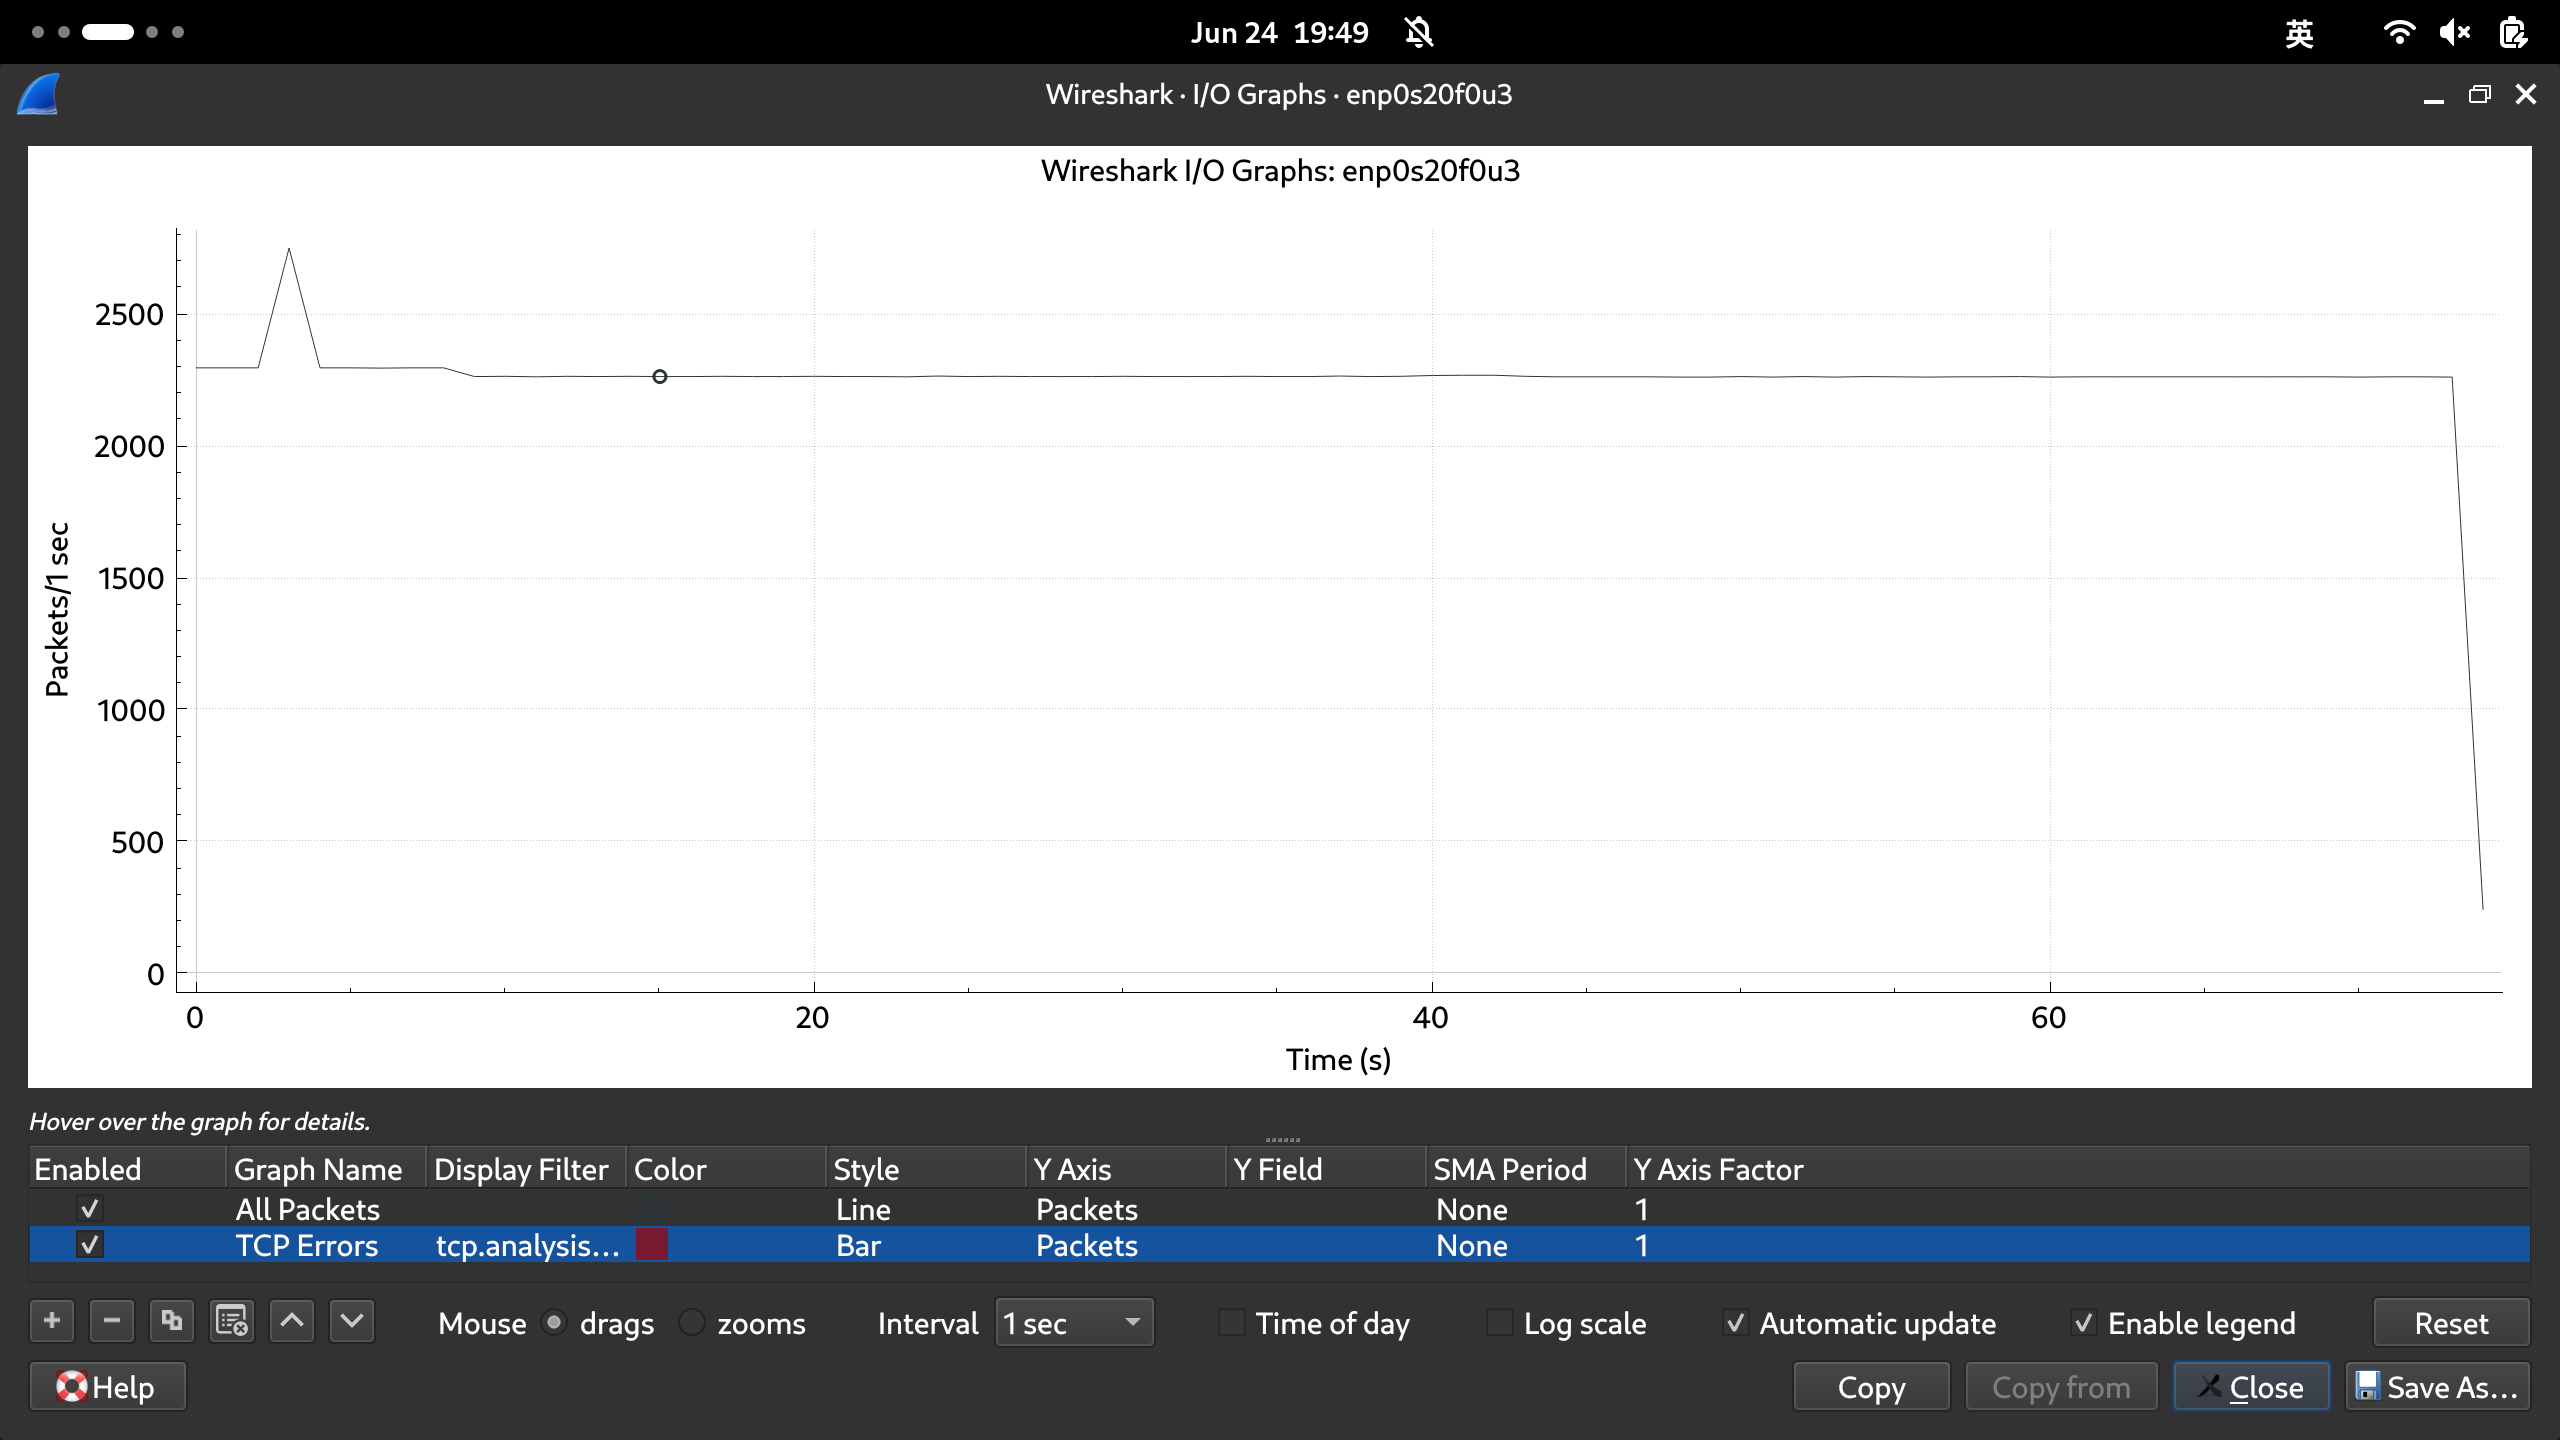 Jun 24 19:49
英
Wireshark · I/O Graphs · enp0s20f0u3
Wireshark I/O Graphs: enp0s20f0u3
2500
2000
1500
1000
500
0
Packets/1 sec
0 20 40 60
Time (s)
Hover over the graph for details.
Enabled Graph Name Display Filter Color Style Y Axis Y Field SMA Period Y Axis Factor
All Packets Line Packets None 1
TCP Errors tcp.analysis... Bar Packets None 1
Mouse drags zooms Interval 1 sec Time of day Log scale Automatic update Enable legend Reset
Help Copy Copy from Close Save As...